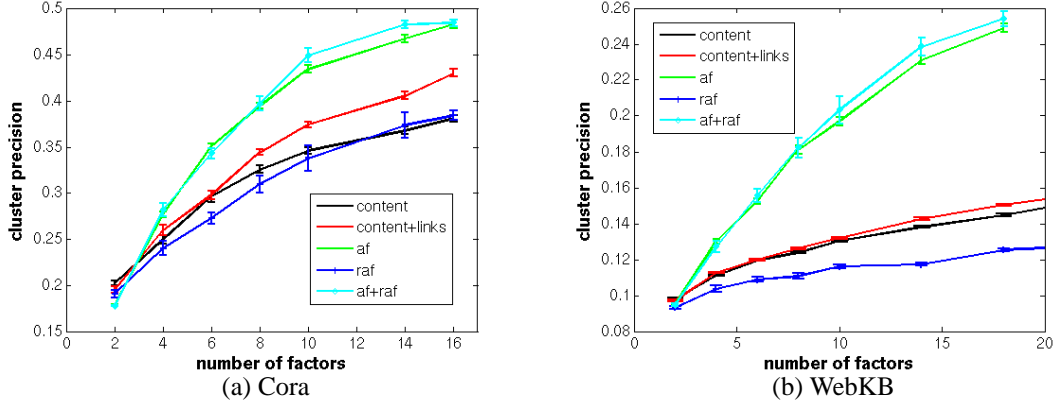 cluster precision
0.5
0.45
0.4
0.35
0.3
0.25
0.2
0.15
0 2 4 6 8 10 12 14 16
number of factors
content
content+links
af
raf
af+raf
(a) Cora
cluster precision
0.26
0.24
0.22
0.2
0.18
0.16
0.14
0.12
0.1
0.08
0 5 10 15 20
number of factors
content
content+links
af
raf
af+raf
(b) WebKB